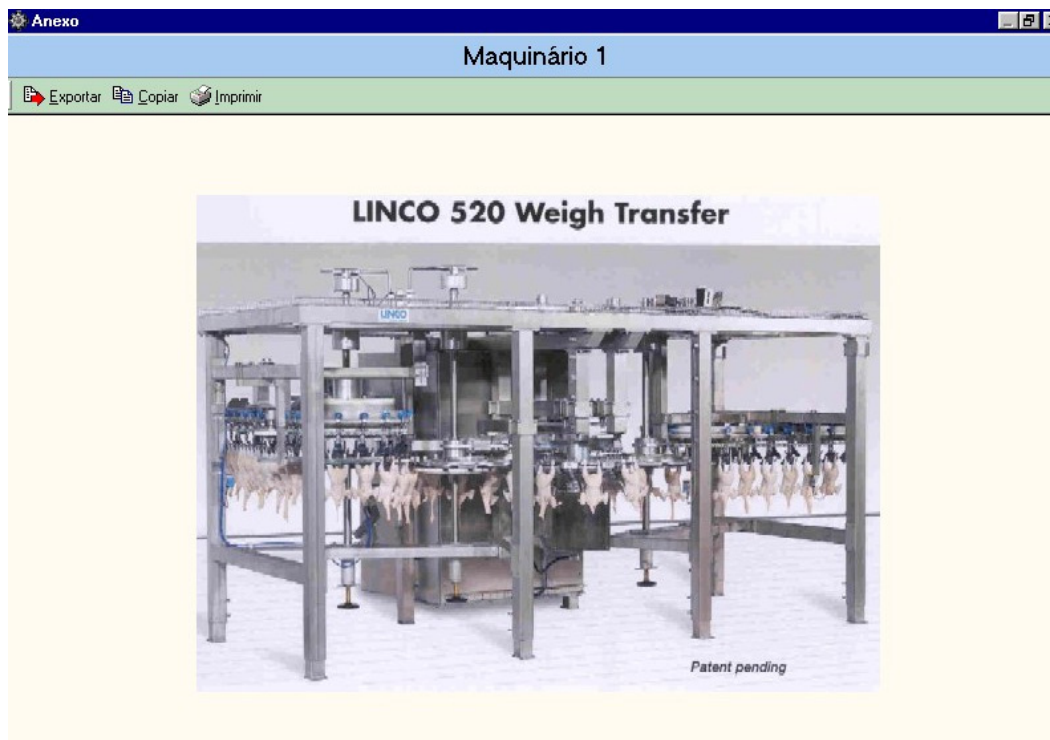 Anexo
Maquinário 1
Exportar Copiar Imprimir
LINCO 520 Weigh Transfer
LINCO
Patent pending